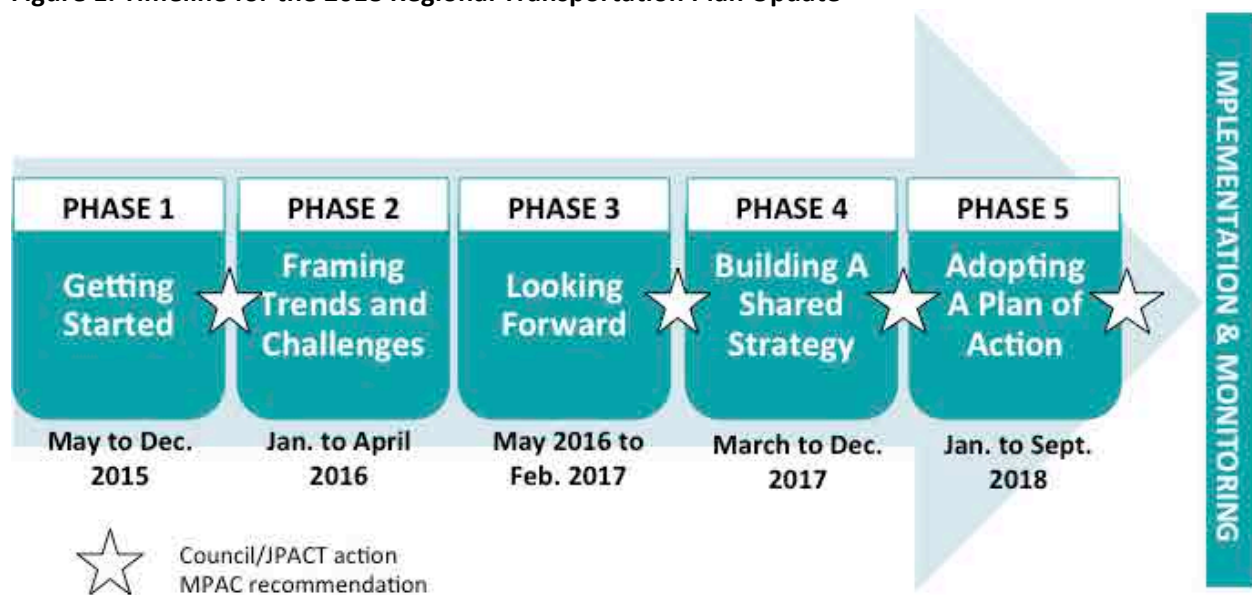 Figure Timeline for the 2018 Regional Transportation Plan Update
PHASE 1
Getting
Started
May to Dec.
2015
PHASE 2
Framing
Trends and
Challenges
Jan. to April
2016
PHASE 3
Looking
Forward
May 2016 to
Feb. 2017
PHASE 4
Building A
Shared
Strategy
March to Dec.
2017
PHASE 5
Adopting
A Plan of
Action
Jan. to Sept.
2018
IMPLEMENTATION & MONITORING
Council/JPACT action
MPAC recommendation